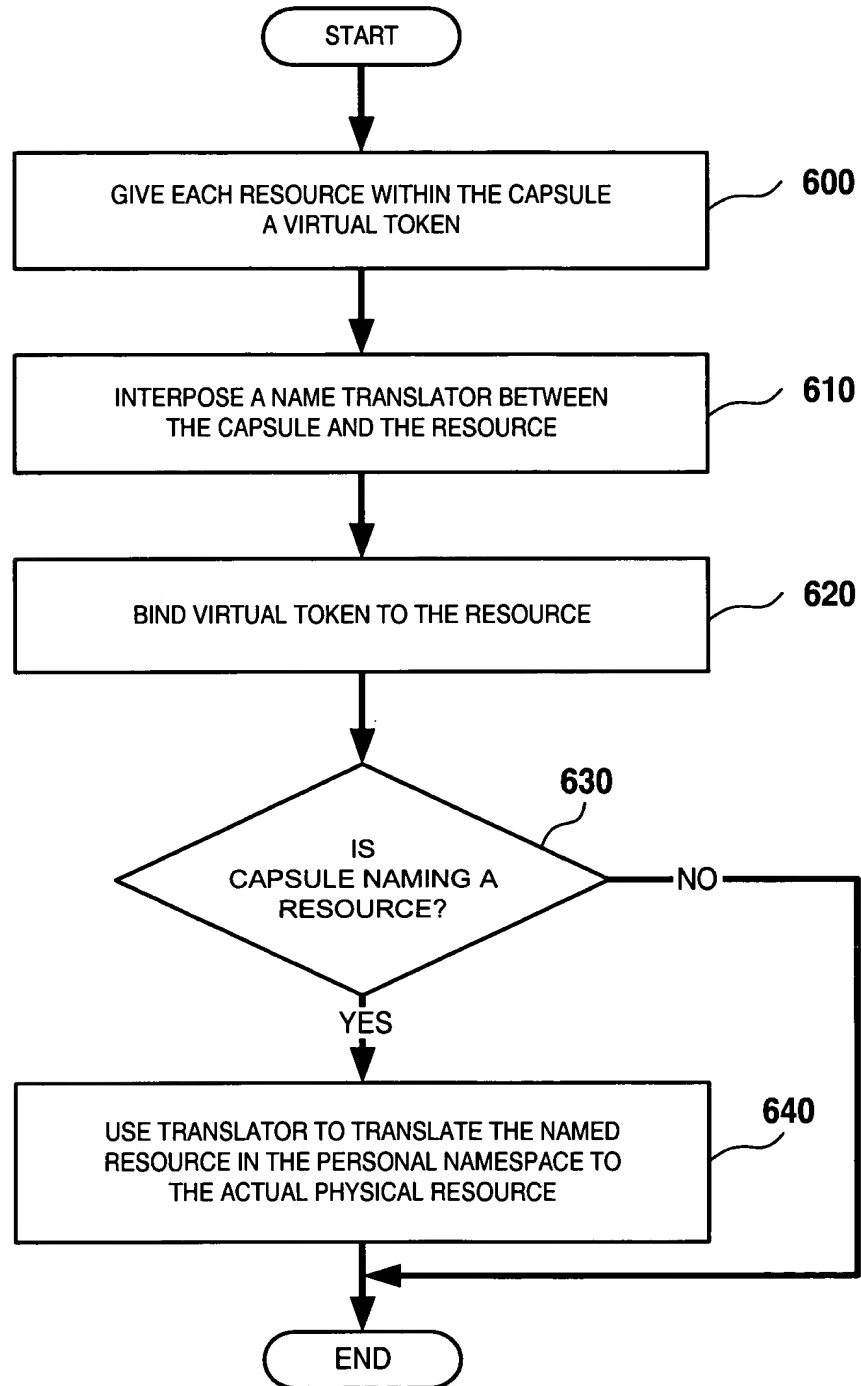 START
GIVE EACH RESOURCE WITHIN THE CAPSULE
A VIRTUAL TOKEN
600
INTERPOSE A NAME TRANSLATOR BETWEEN
THE CAPSULE AND THE RESOURCE
610
BIND VIRTUAL TOKEN TO THE RESOURCE
620
630
IS
CAPSULE NAMING A
RESOURCE?
NO
YES
USE TRANSLATOR TO TRANSLATE THE NAMED
RESOURCE IN THE PERSONAL NAMESPACE TO
THE ACTUAL PHYSICAL RESOURCE
640
END